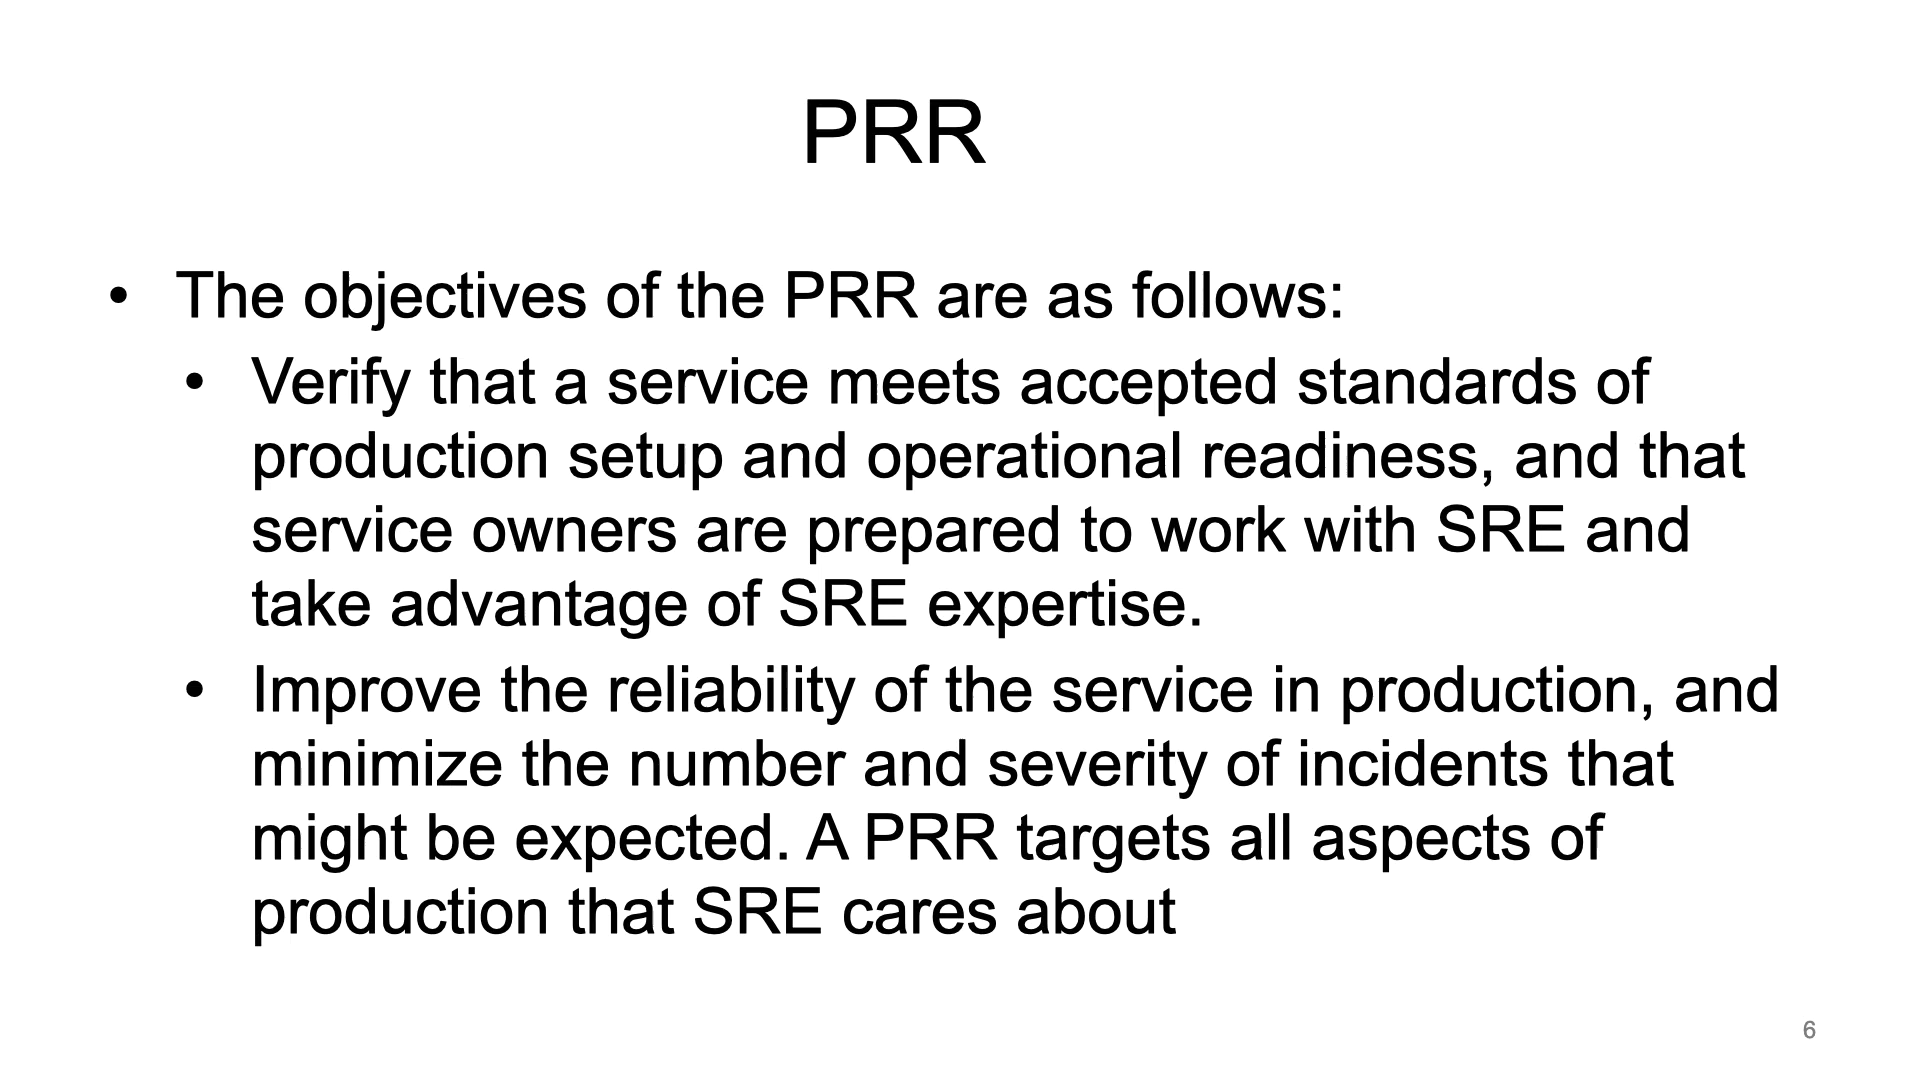 PRR
• The objectives of the PRR are as follows:
• Verify that a service meets accepted standards of
production setup and operational readiness, and that
service owners are prepared to work with SRE and
take advantage of SRE expertise.
• Improve the reliability of the service in production, and
minimize the number and severity of incidents that
might be expected. A PRR targets all aspects of
production that SRE cares about
6